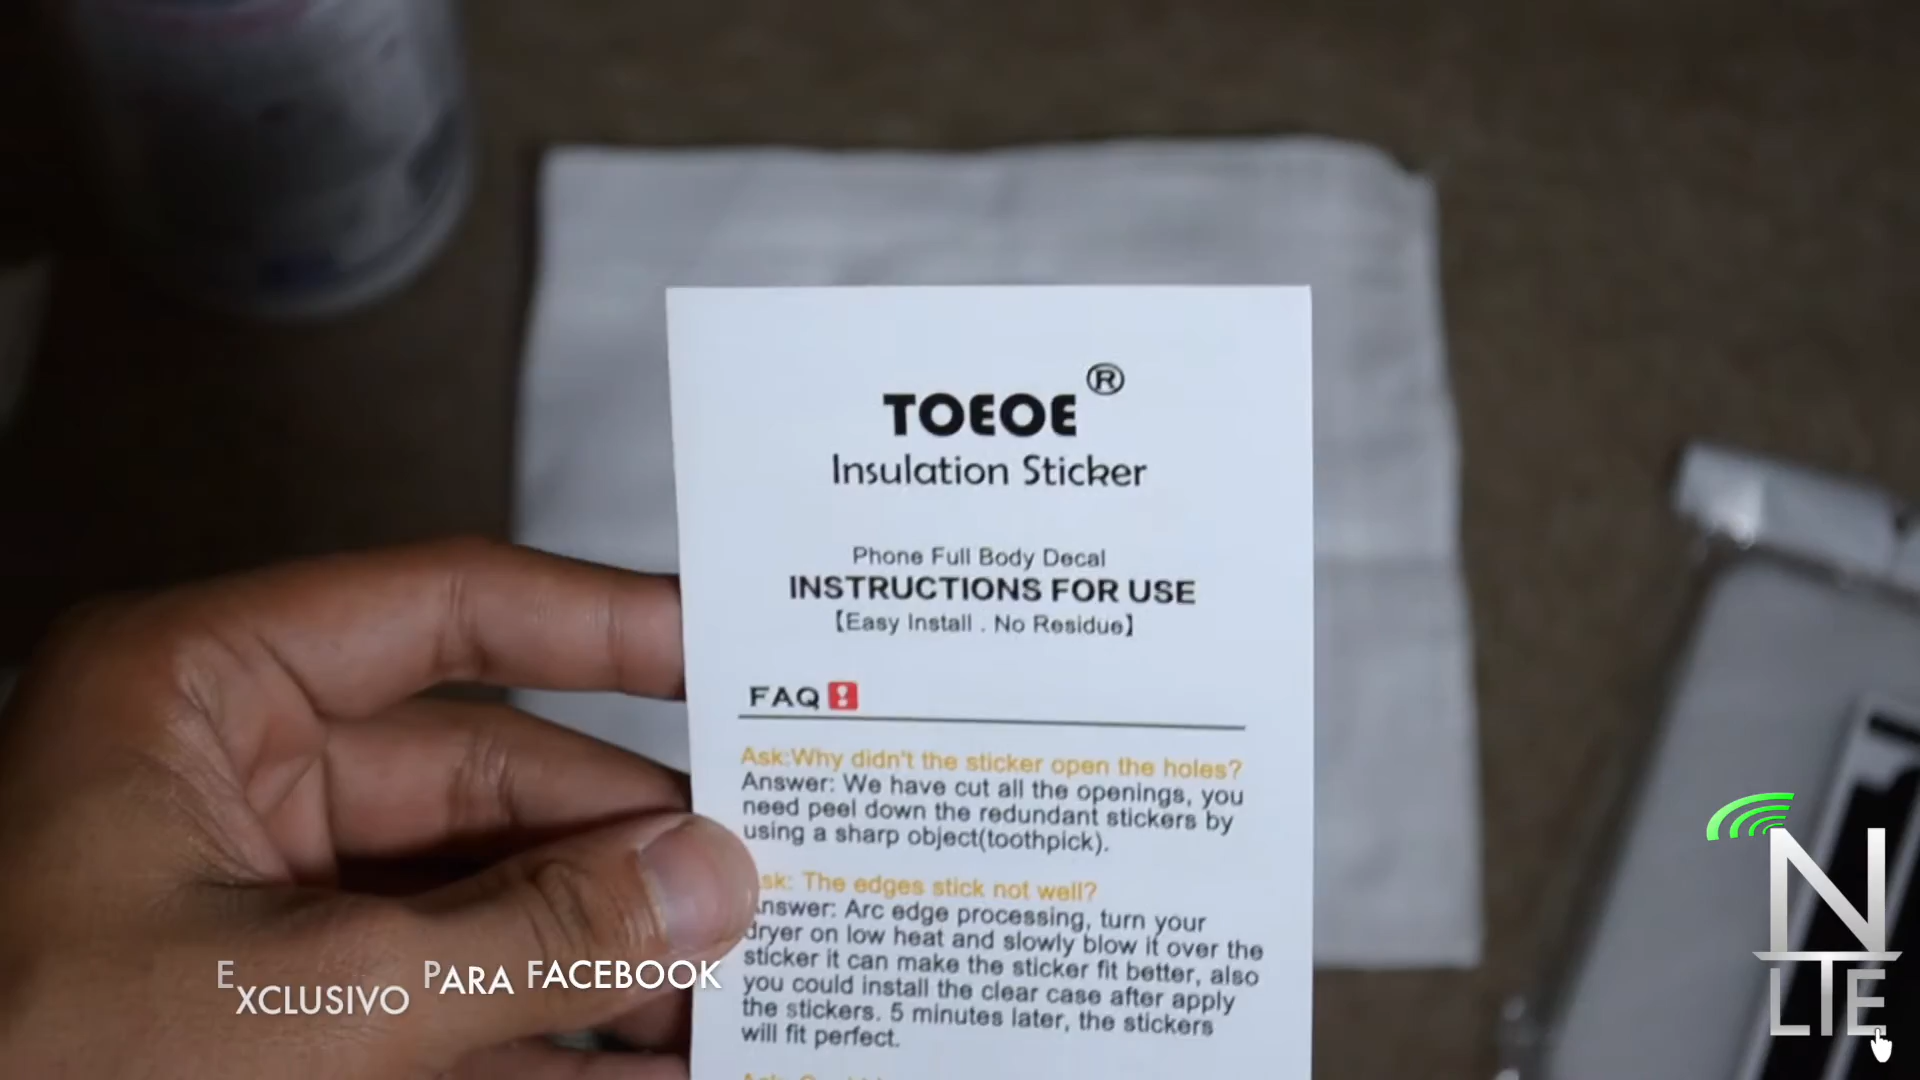 TOEOE ®
Insulation Sticker
Phone Full Body Decal
INSTRUCTIONS FOR USE
【Easy Install . No Residue】
FAQ
Ask:Why didn't the sticker open the holes?
Answer: We have cut all the openings, you
need peel down the redundant stickers by
using a sharp object(toothpick).
sk: The edges stick not well?
nswer: Arc edge processing, turn your
dryer on low heat and slowly blow it over the
sticker it can make the sticker fit better, also
you could install the clear case after apply
the stickers. 5 minutes later, the stickers
will fit perfect.
EXCLUSIVO PARA FACEBOOK
N
LTE